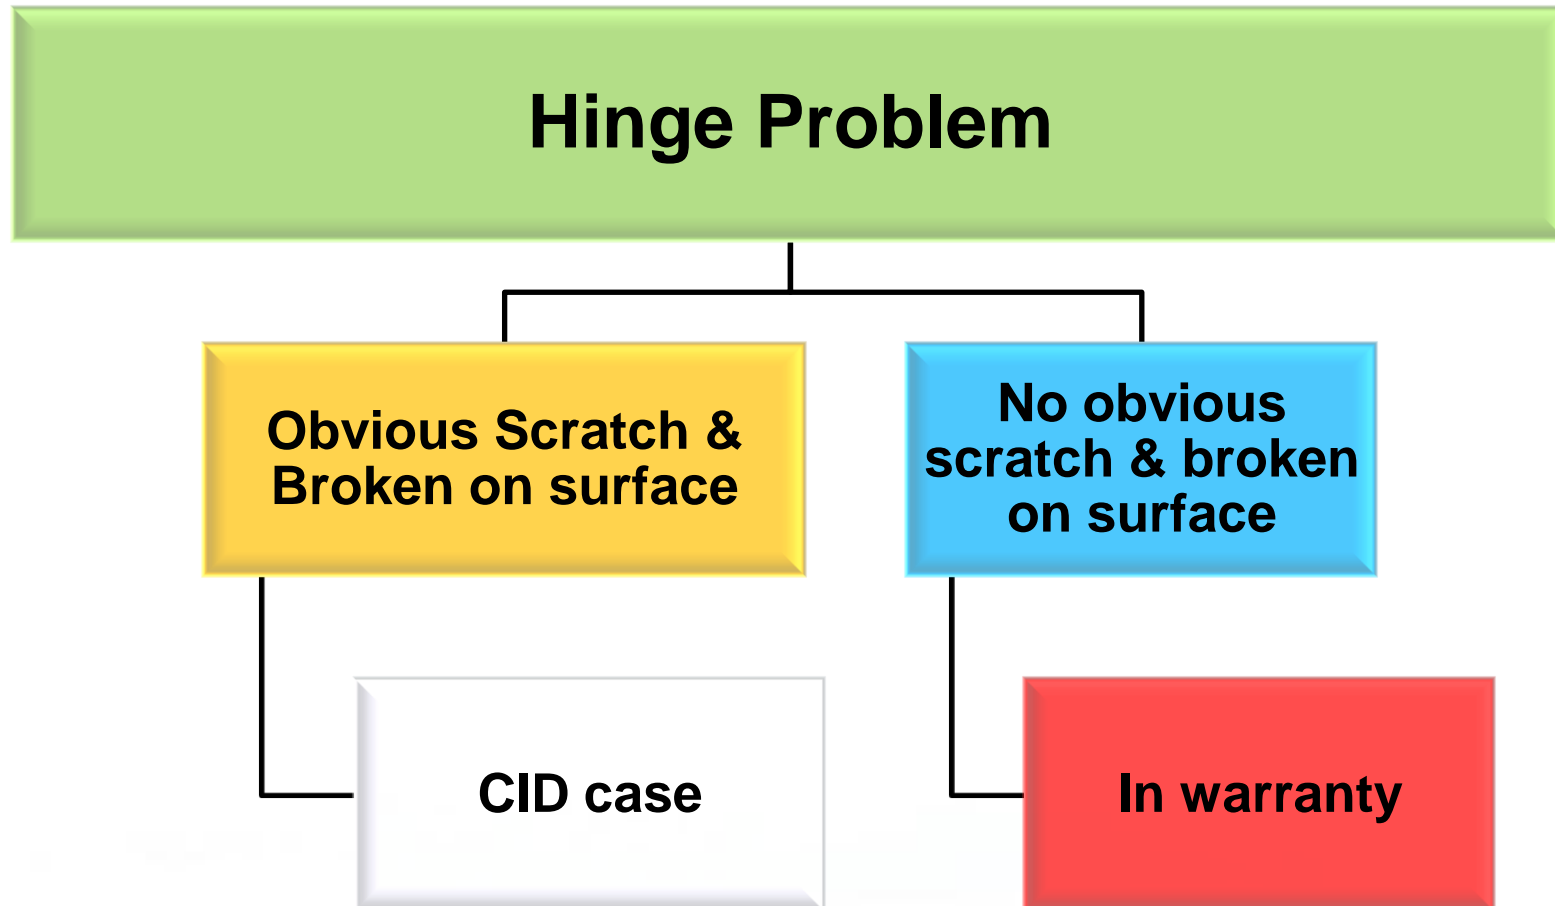 Hinge Problem
Obvious Scratch &
Broken on surface
No obvious
scratch & broken
on surface
CID case
In warranty